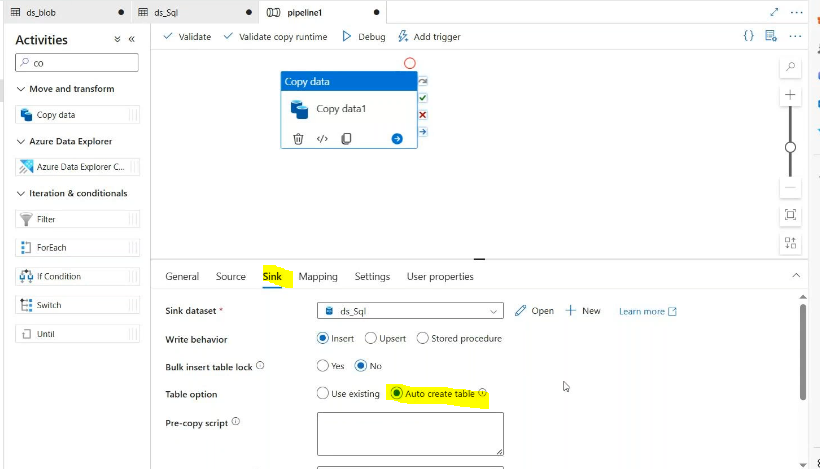 ds_blob
ds_Sql
pipeline1
Activities
co
Move and transform
Copy data
Azure Data Explorer
Azure Data Explorer C...
Iteration & conditionals
Filter
ForEach
If Condition
Switch
Until
Validate
Validate copy runtime
Debug
Add trigger
Copy data
Copy data1
General
Source
Sink
Mapping
Settings
User properties
Sink dataset *
ds_Sql
Open
New
Learn more
Write behavior
Insert
Upsert
Stored procedure
Bulk insert table lock
Yes
No
Table option
Use existing
Auto create table
Pre-copy script